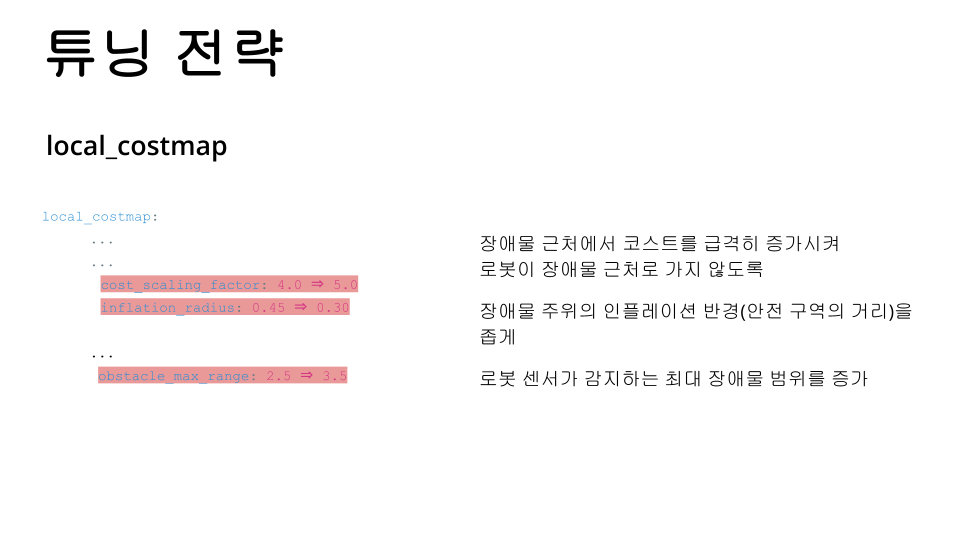 튜닝 전략
local_costmap
local_costmap:
...
...
cost_scaling_factor: 4.0 ⇒ 5.0
inflation_radius: 0.45 ⇒ 0.30
...
obstacle_max_range: 2.5 ⇒ 3.5
장애물 근처에서 코스트를 급격히 증가시켜
로봇이 장애물 근처로 가지 않도록
장애물 주위의 인플레이션 반경(안전 구역의 거리)을
좁게
로봇 센서가 감지하는 최대 장애물 범위를 증가